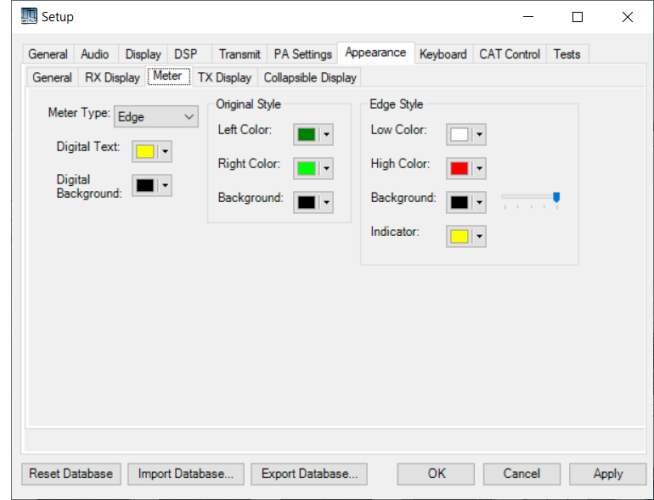 Setup
General Audio Display DSP Transmit PA Settings Appearance Keyboard CAT Control Tests
General RX Display Meter TX Display Collapsible Display
Meter Type: Edge
Digital Text:
Digital
Background:
Original Style
Left Color:
Right Color:
Background:
Edge Style
Low Color:
High Color:
Background:
Indicator:
Reset Database Import Database... Export Database... OK Cancel Apply